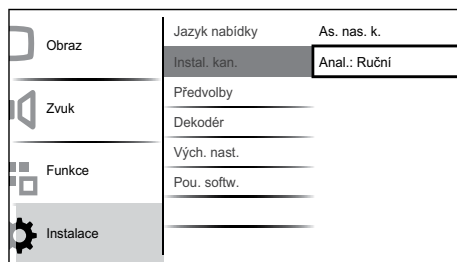 Obraz
Zvuk
Funkce
Instalace
Jazyk nabídky
Instal. kan.
Předvolby
Dekodér
Vých. nast.
Pou. softw.
As. nas. k.
Anal.: Ruční